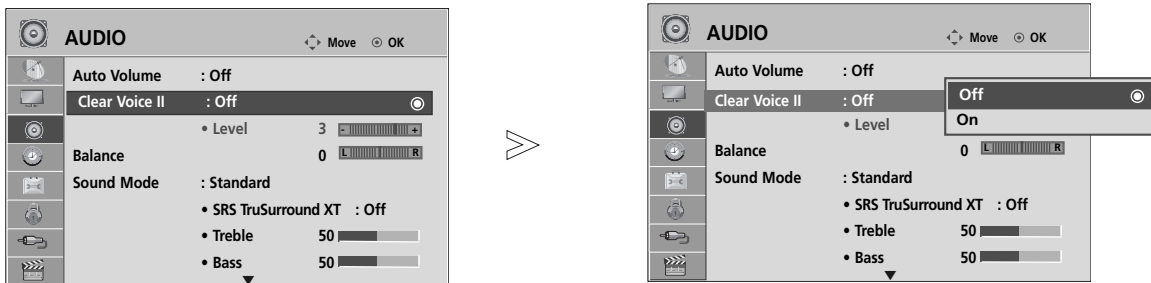 AUDIO Move OK
Auto Volume : Off
Clear Voice II : Off
• Level 3 - +
Balance 0 L R
Sound Mode : Standard
• SRS TruSurround XT : Off
• Treble 50
• Bass 50
AUDIO Move OK
Auto Volume : Off
Clear Voice II : Off
Off
On
• Level
Balance 0 L R
Sound Mode : Standard
• SRS TruSurround XT : Off
• Treble 50
• Bass 50